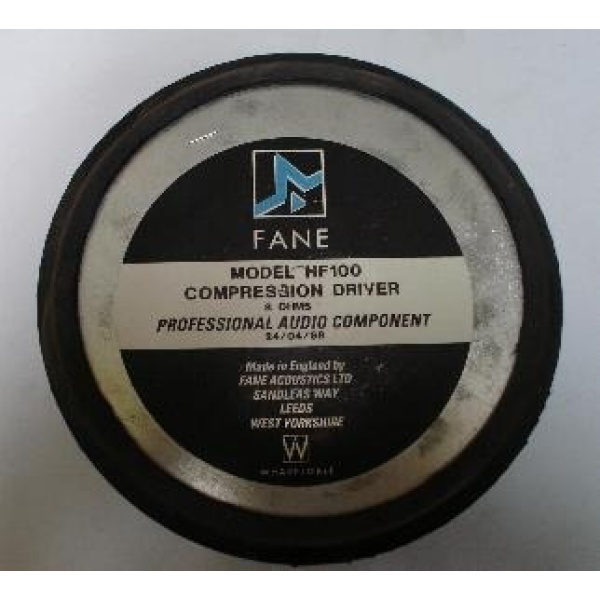 FANE
MODEL HF100
COMPRESSION DRIVER
8 OHMS
PROFESSIONAL AUDIO COMPONENT
Made in England by
FANE ACOUSTICS LTD
SANDLEAS WAY
LEEDS
WEST YORKSHIRE
W
WHARFEDALE